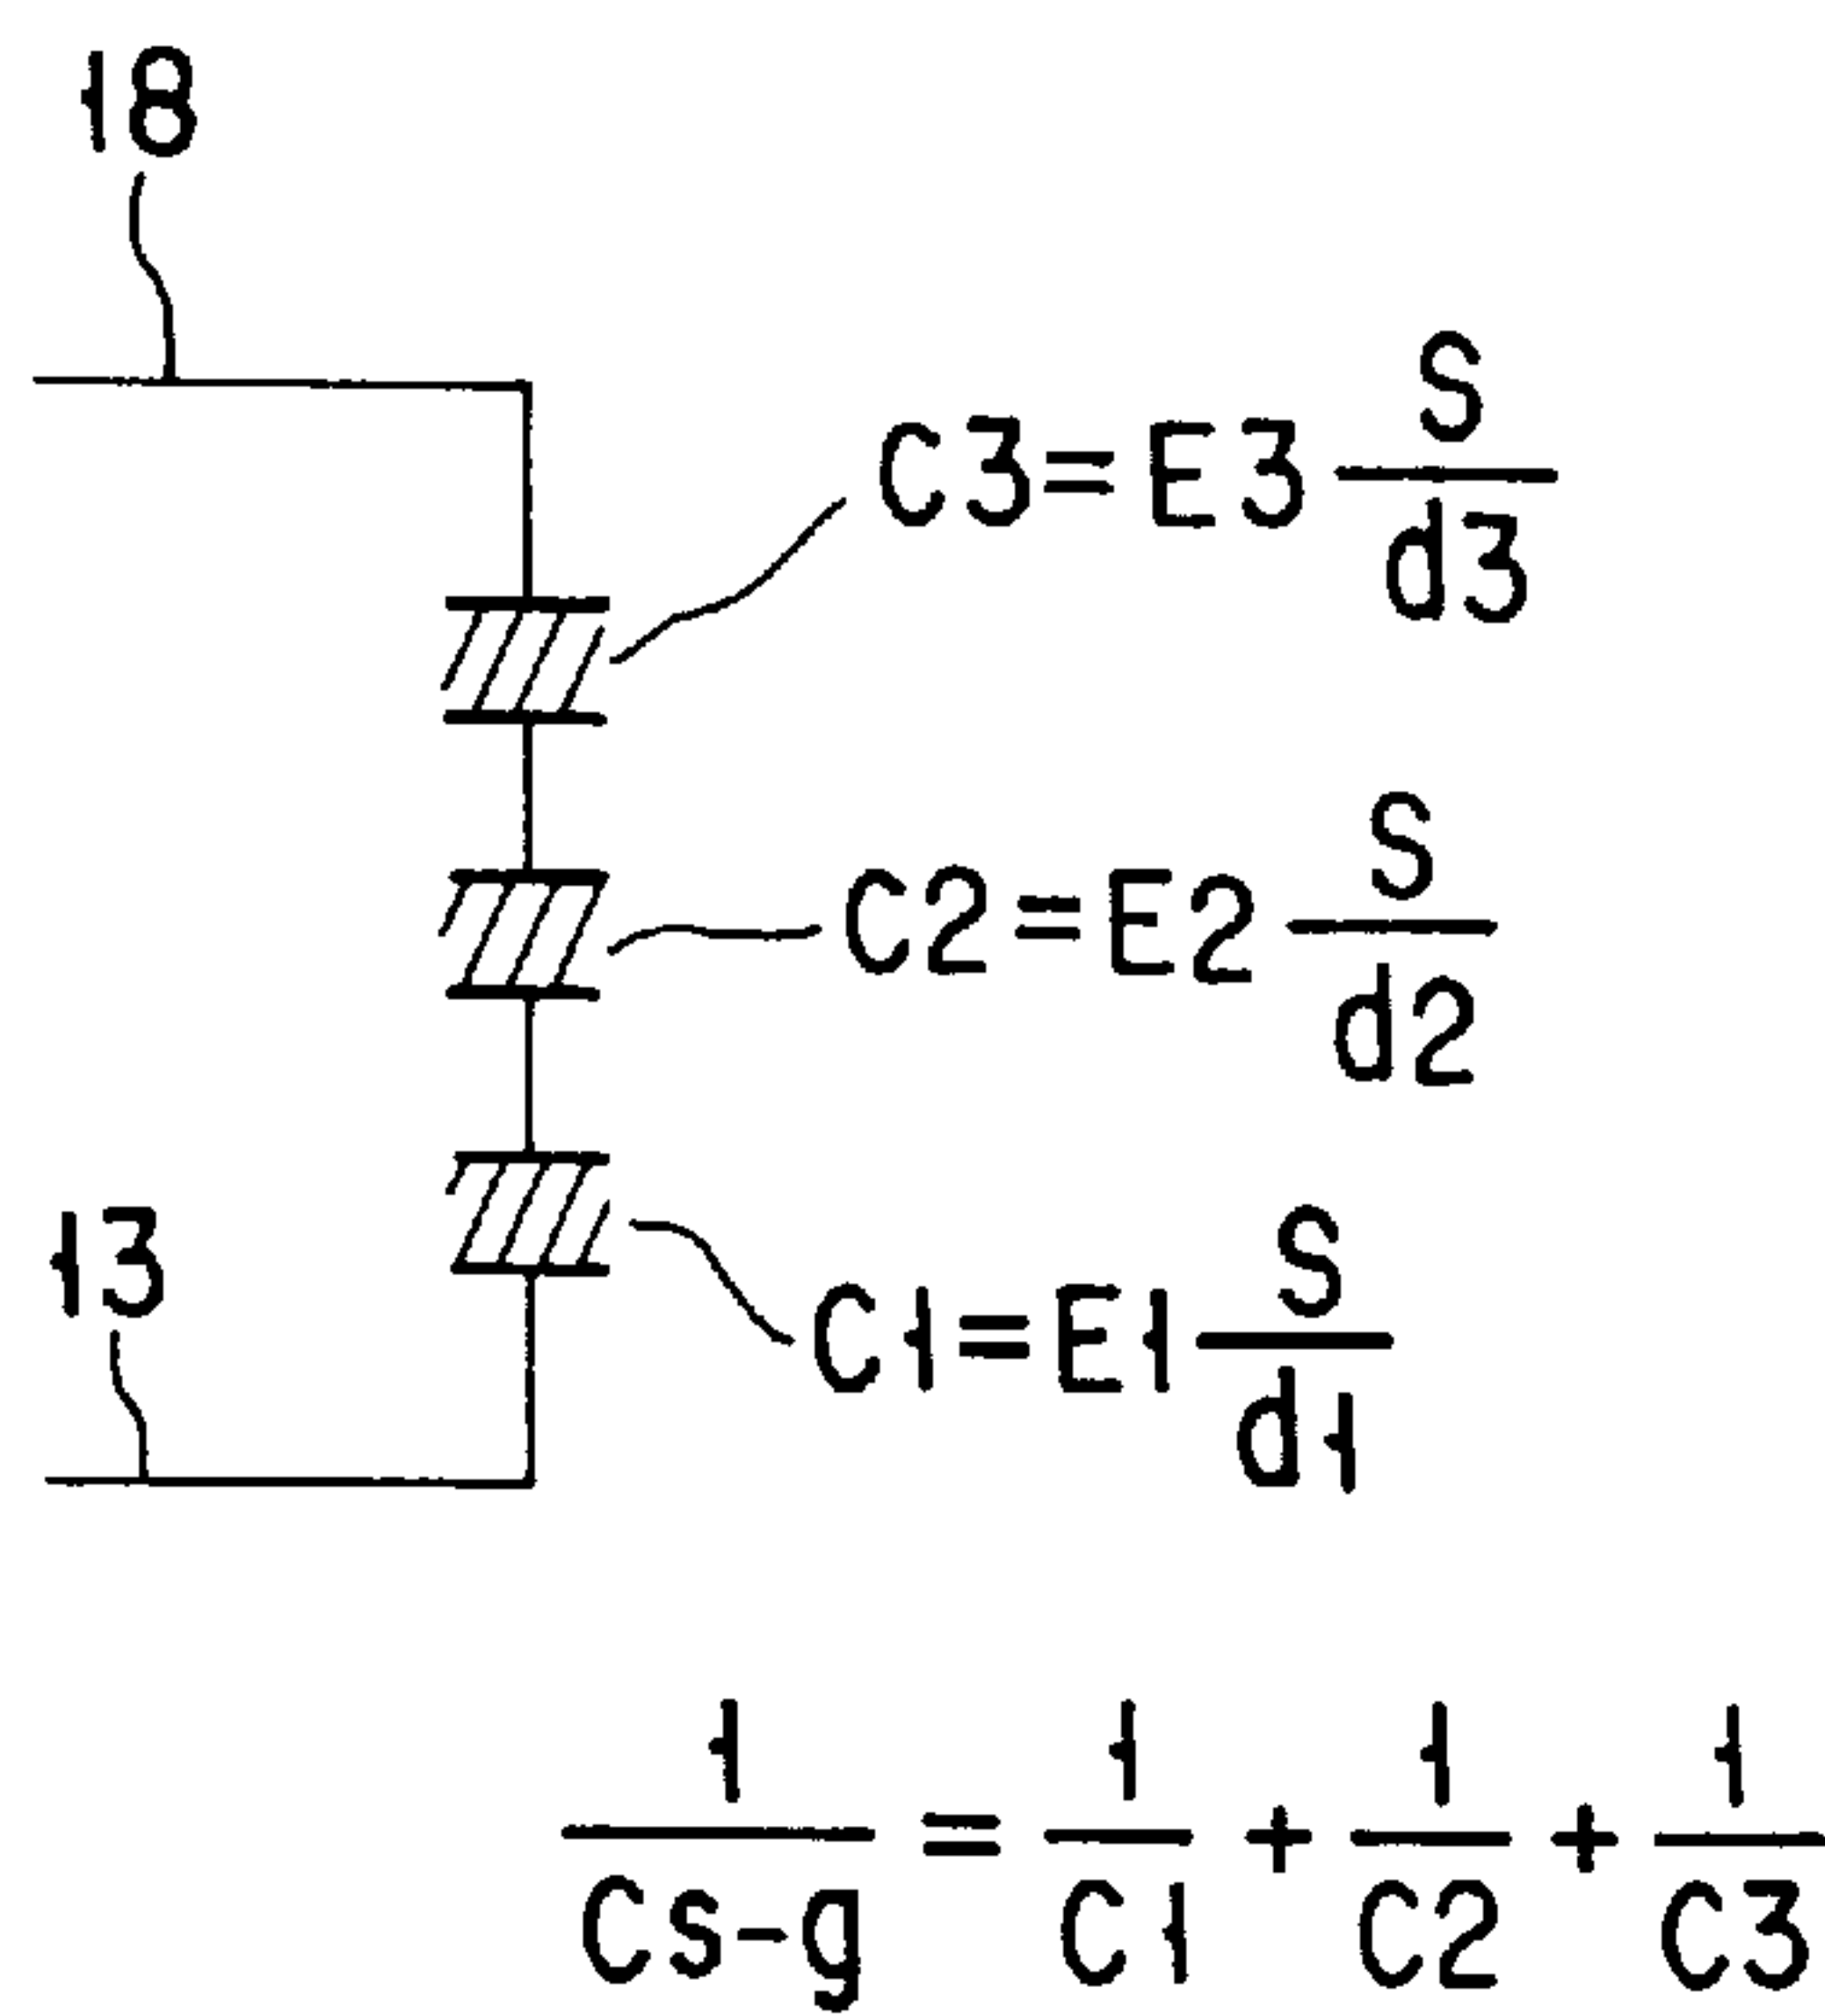 18
C3=E3 S/d3
C2=E2 S/d2
13
C1=E1 S/d1
1/Cs-g = 1/C1 + 1/C2 + 1/C3